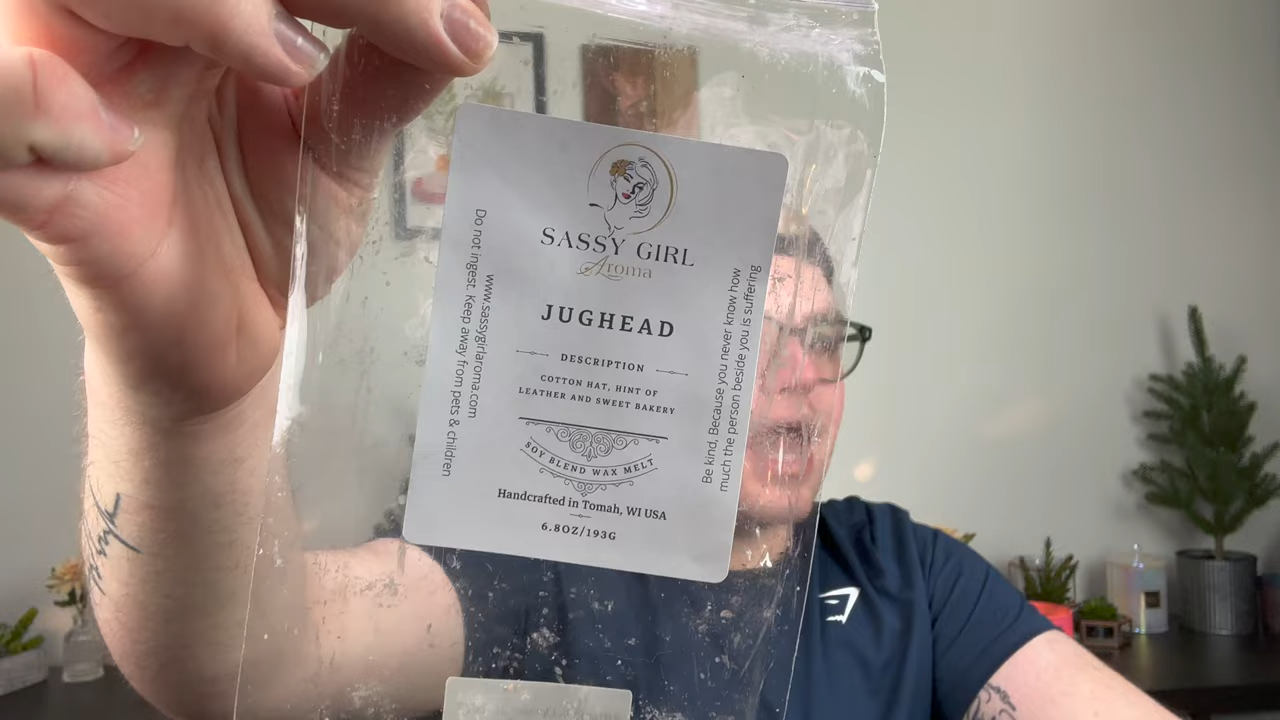 SASSY GIRL
Aroma
JUGHEAD
DESCRIPTION
COTTON HAT, HINT OF
LEATHER AND SWEET BAKERY
SOY BLEND WAX MELT
Handcrafted in Tomah, WI USA
6.8OZ/193G
Do not ingest. Keep away from pets & children
www.sassygirlaroma.com
Be kind, Because you never know how
much the person beside you is suffering